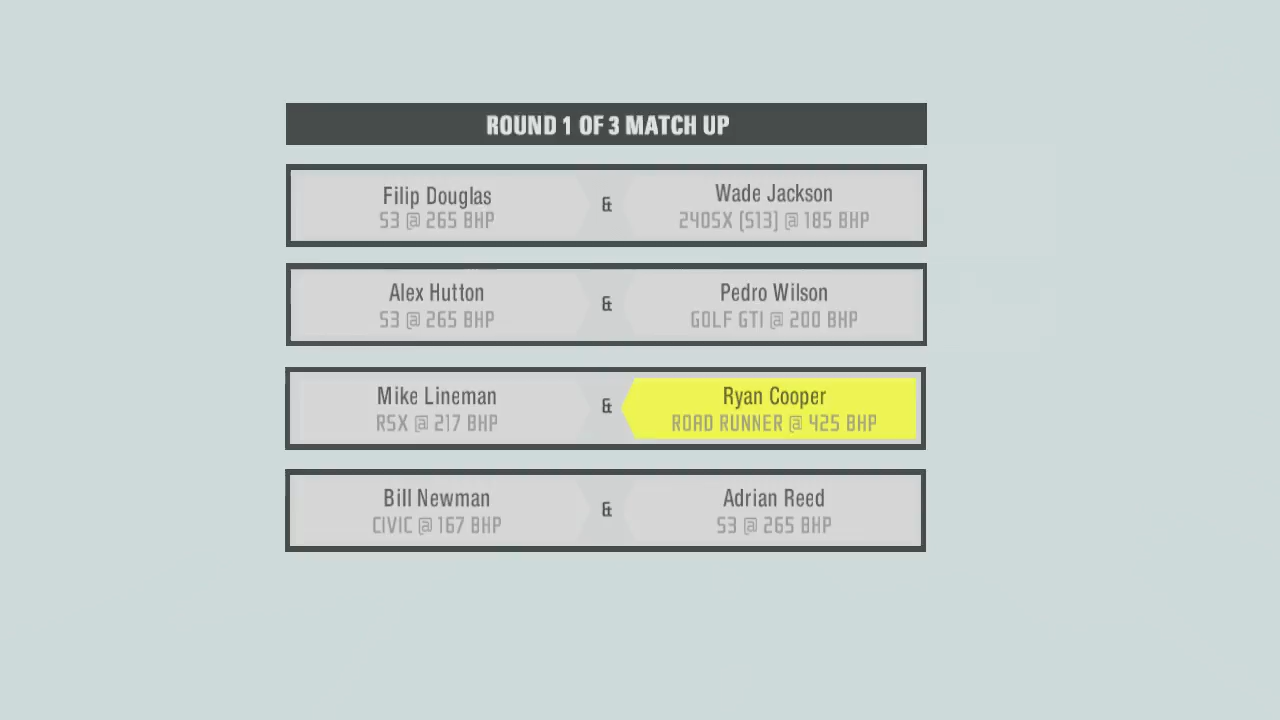 ROUND 1 OF 3 MATCH UP
Filip Douglas & Wade Jackson
S3 @ 265 BHP 240SX (S13) @ 185 BHP
Alex Hutton & Pedro Wilson
S3 @ 265 BHP GOLF GTI @ 200 BHP
Mike Lineman & Ryan Cooper
RSX @ 217 BHP ROAD RUNNER @ 425 BHP
Bill Newman & Adrian Reed
CIVIC @ 167 BHP S3 @ 265 BHP